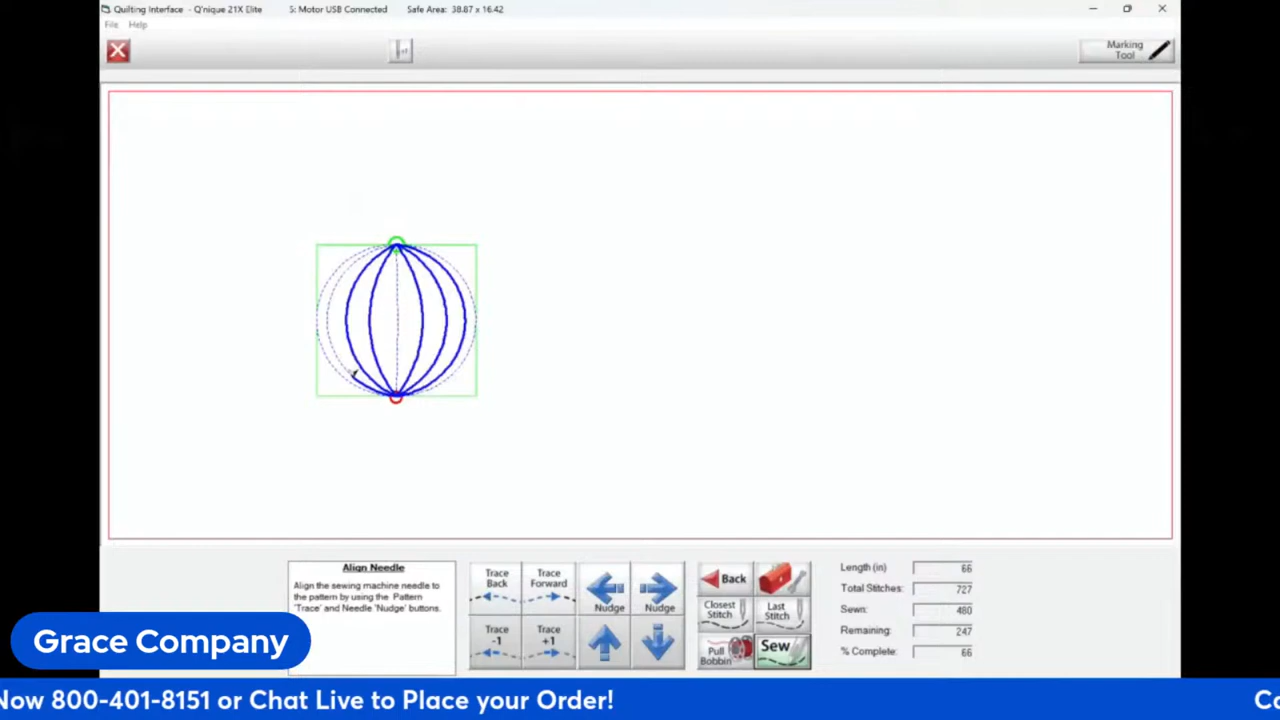 Quilting Interface - Q'nique 21X Elite
S: Motor USB Connected
Safe Area: 38.87 x 16.42
File Help
Marking
Tool
Align Needle
Align the sewing machine needle to
the pattern by using the Pattern
'Trace' and Needle 'Nudge' buttons.
Trace
Back
Trace
Forward
Nudge
Nudge
Trace
-1
Trace
+1
Back
Closest
Stitch
Last
Stitch
Pull
Bobbin
Sew
Length (in) 66
Total Stitches: 727
Sewn: 480
Remaining: 247
% Complete: 66
Grace Company
Now 800-401-8151 or Chat Live to Place your Order!
Ca